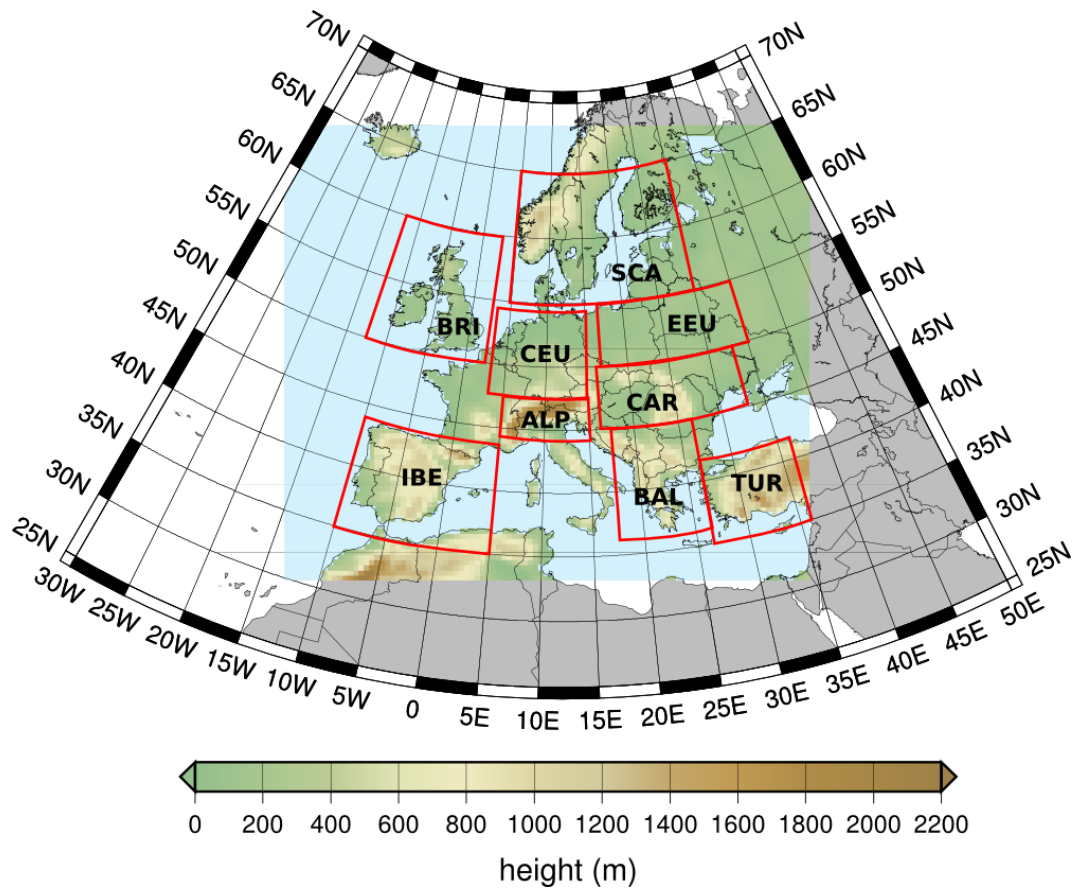 70N
70N
65N
65N
60N
60N
55N
55N
50N
50N
45N
45N
40N
40N
35N
35N
30N
30N
25N
25N
30W
25W
20W
15W
10W
5W
0
5E
10E
15E
20E
25E
30E
35E
40E
45E
50E
SCA
BRI
EEU
CEU
CAR
ALP
IBE
BAL
TUR
0 200 400 600 800 1000 1200 1400 1600 1800 2000 2200
height (m)